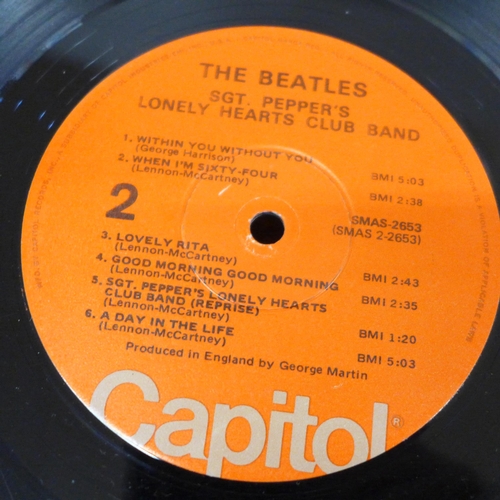 THE BEATLES
SGT. PEPPER'S
LONELY HEARTS CLUB BAND
1. WITHIN YOU WITHOUT YOU
(George Harrison) BMI 5:03
2. WHEN I'M SIXTY-FOUR
(Lennon-McCartney) BMI 2:38
2
SMAS-2653
(SMAS 2-2653)
3. LOVELY RITA
(Lennon-McCartney) BMI 2:43
4. GOOD MORNING GOOD MORNING
(Lennon-McCartney) BMI 2:35
5. SGT. PEPPER'S LONELY HEARTS
CLUB BAND (REPRISE)
(Lennon-McCartney) BMI 1:20
6. A DAY IN THE LIFE
(Lennon-McCartney) BMI 5:03
Produced in England by George Martin
Capitol®